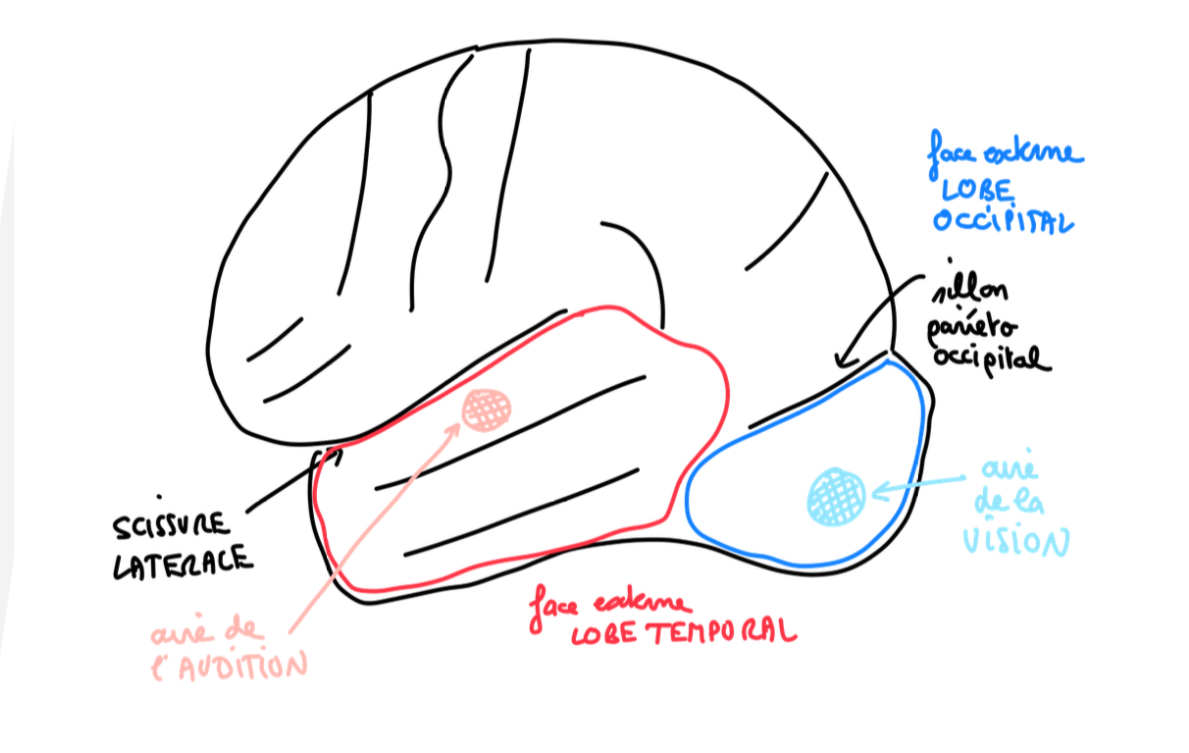 face externe
LOBE
OCCIPITAL
sillon
pariéto
occipital
aire
de la
VISION
SCISSURE
LATERALE
aire de
l'AUDITION
face externe
LOBE TEMPORAL